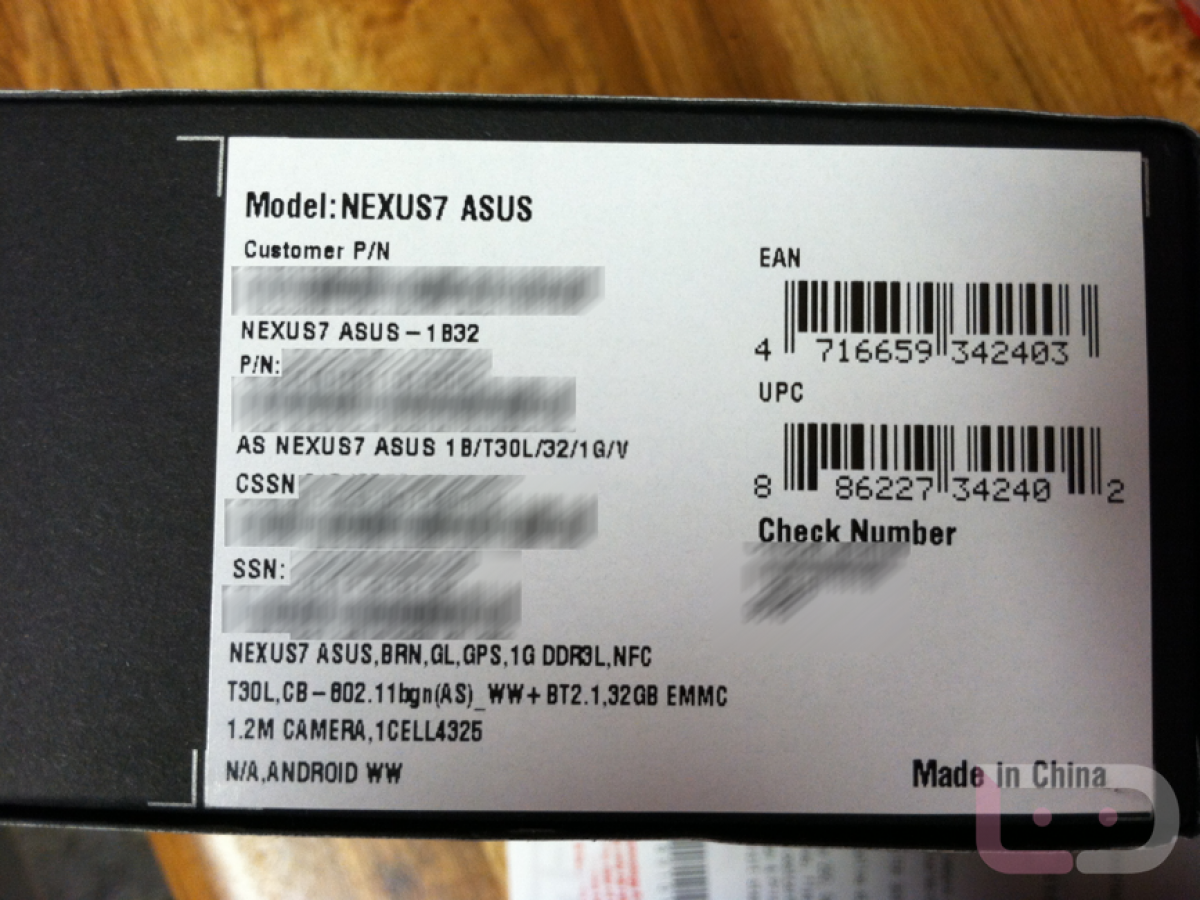 Model:NEXUS7 ASUS
Customer P/N
NEXUS7 ASUS-1B32
P/N:
AS NEXUS7 ASUS 1B/T30L/32/1G/V
CSSN
SSN:
NEXUS7 ASUS,BRN,GL,GPS,1G DDR3L,NFC
T30L,CB-802.11bgn(AS)_WW+BT2.1,32GB EMMC
1.2M CAMERA,1CELL4325
N/A,ANDROID WW
EAN
4 716659 342403
UPC
8 86227 34240 2
Check Number
Made in China